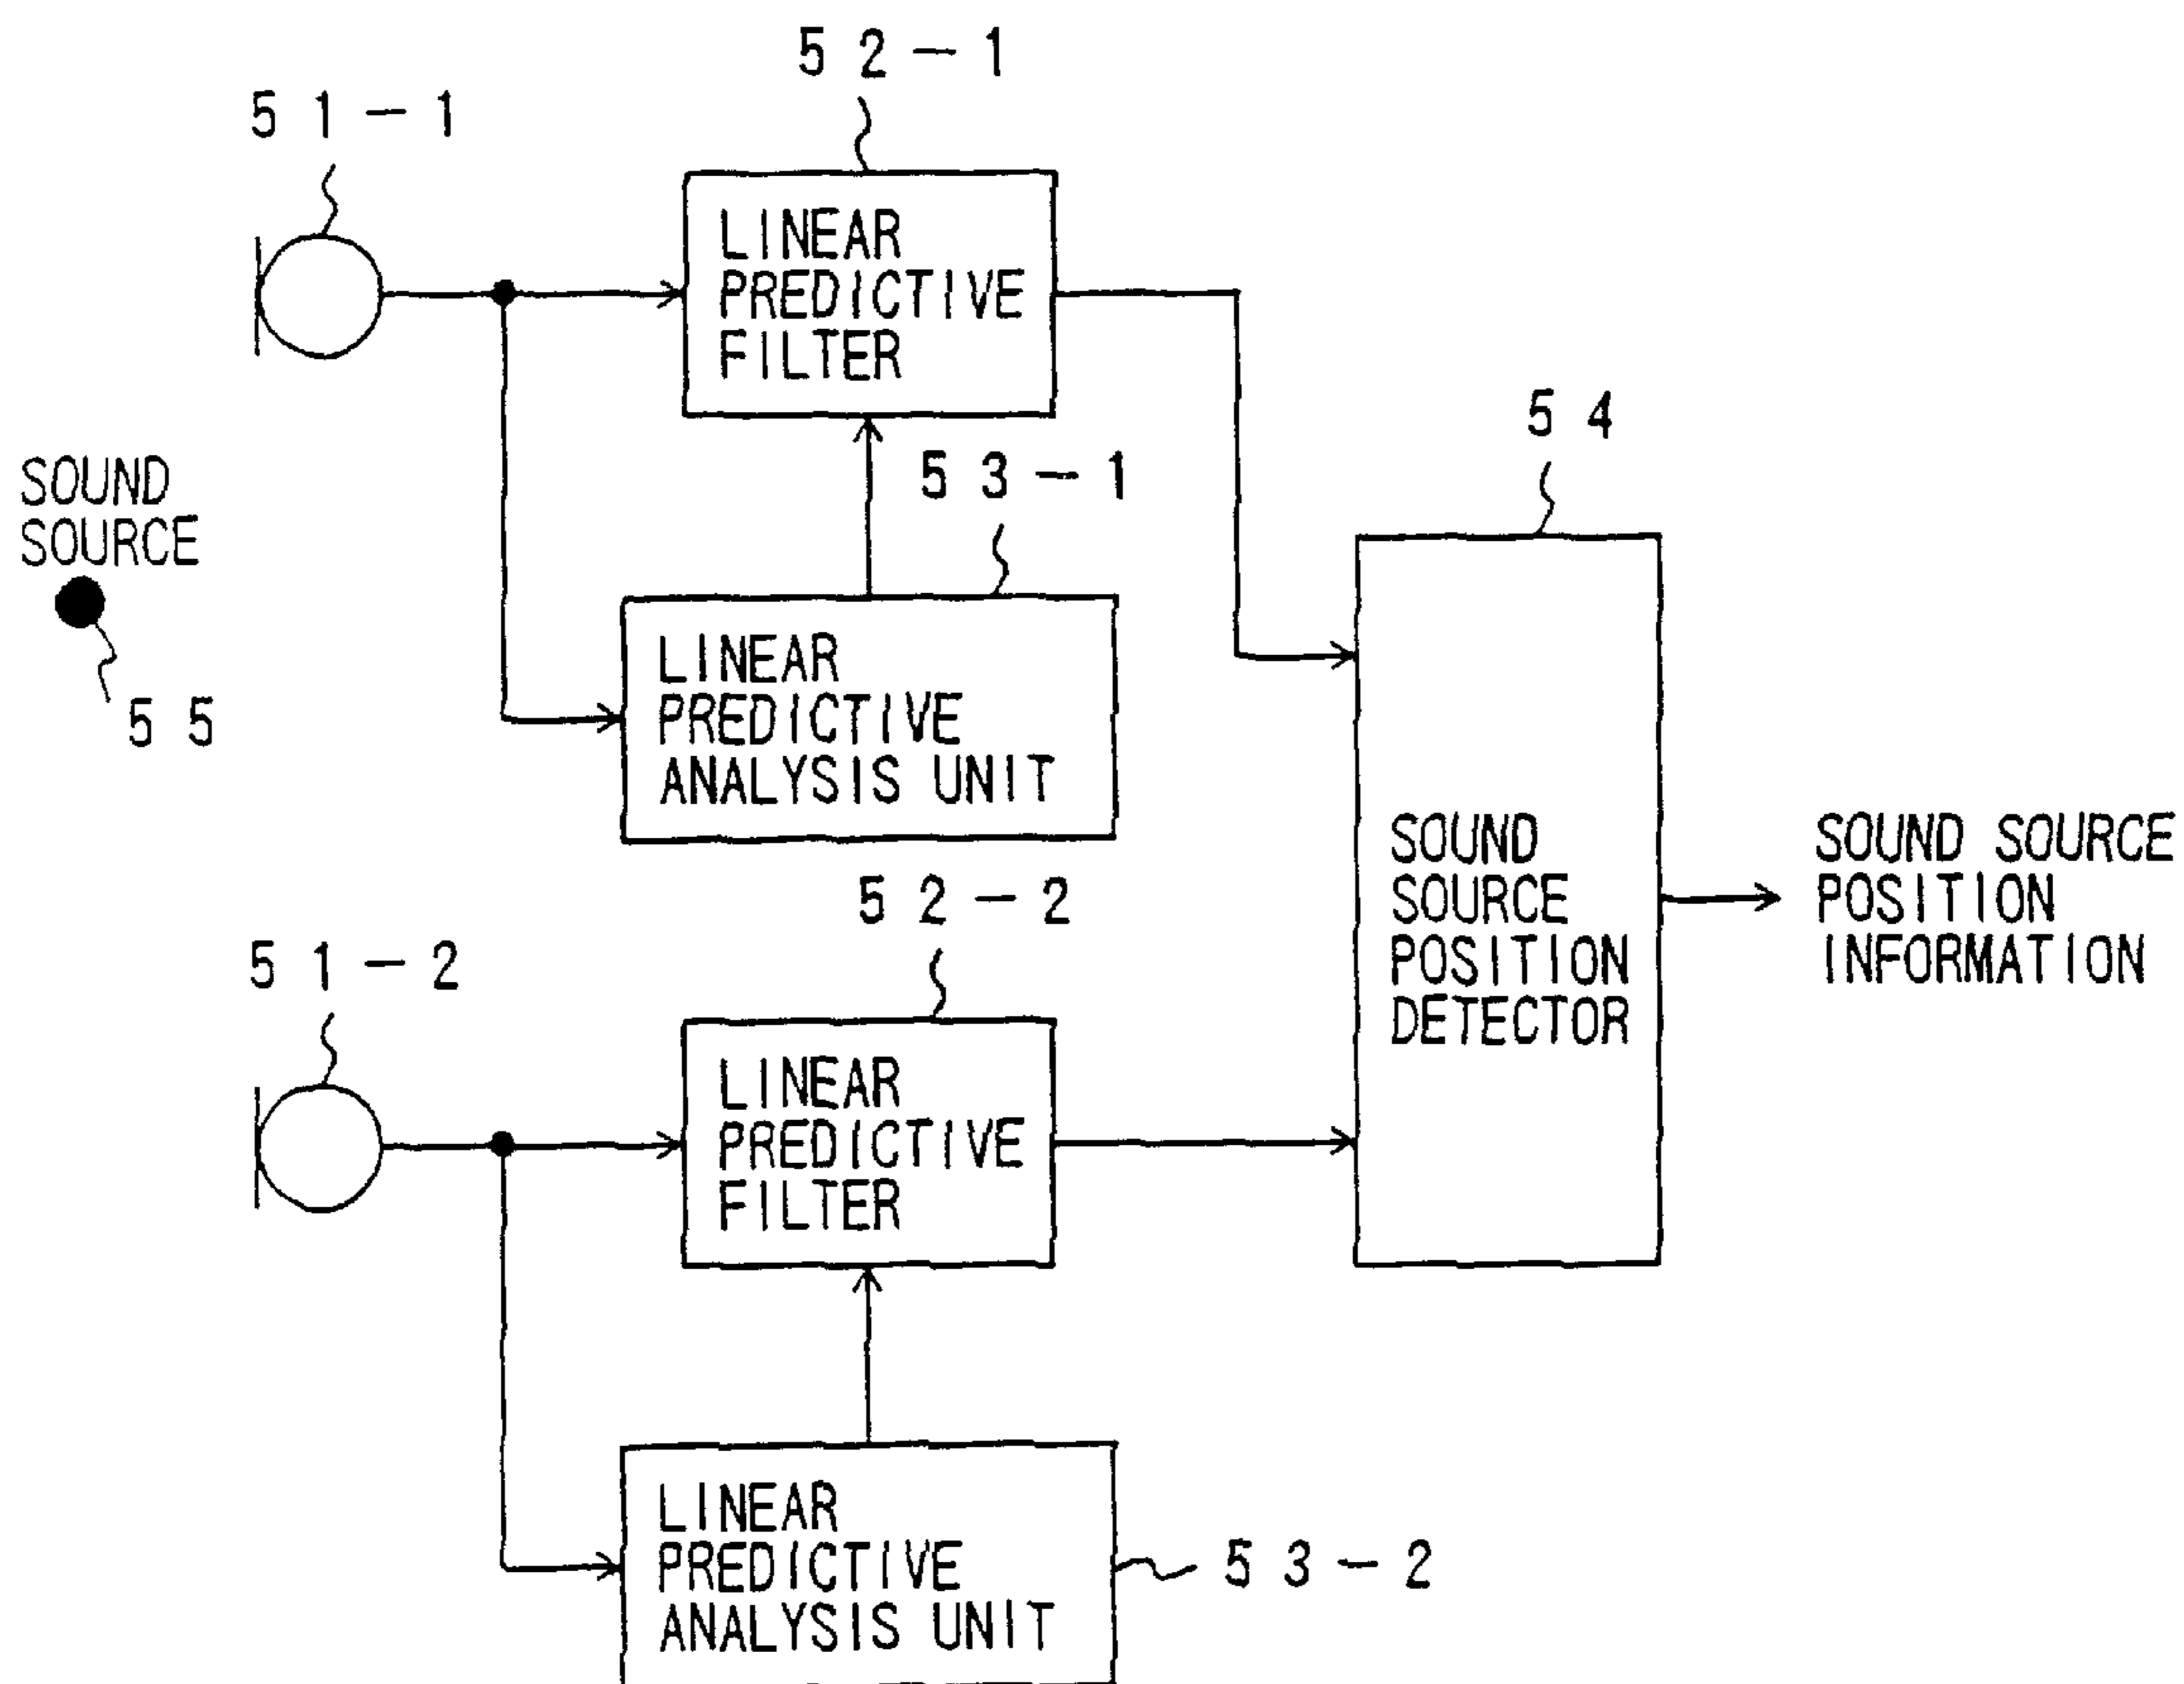 5 2 - 1
5 1 - 1
LINEAR
PREDICTIVE
FILTER
5 4
5 3 - 1
SOUND
SOURCE
5 5
LINEAR
PREDICTIVE
ANALYSIS UNIT
SOUND
SOURCE
POSITION
DETECTOR
SOUND SOURCE
POSITION
INFORMATION
5 2 - 2
5 1 - 2
LINEAR
PREDICTIVE
FILTER
LINEAR
PREDICTIVE
ANALYSIS UNIT
5 3 - 2